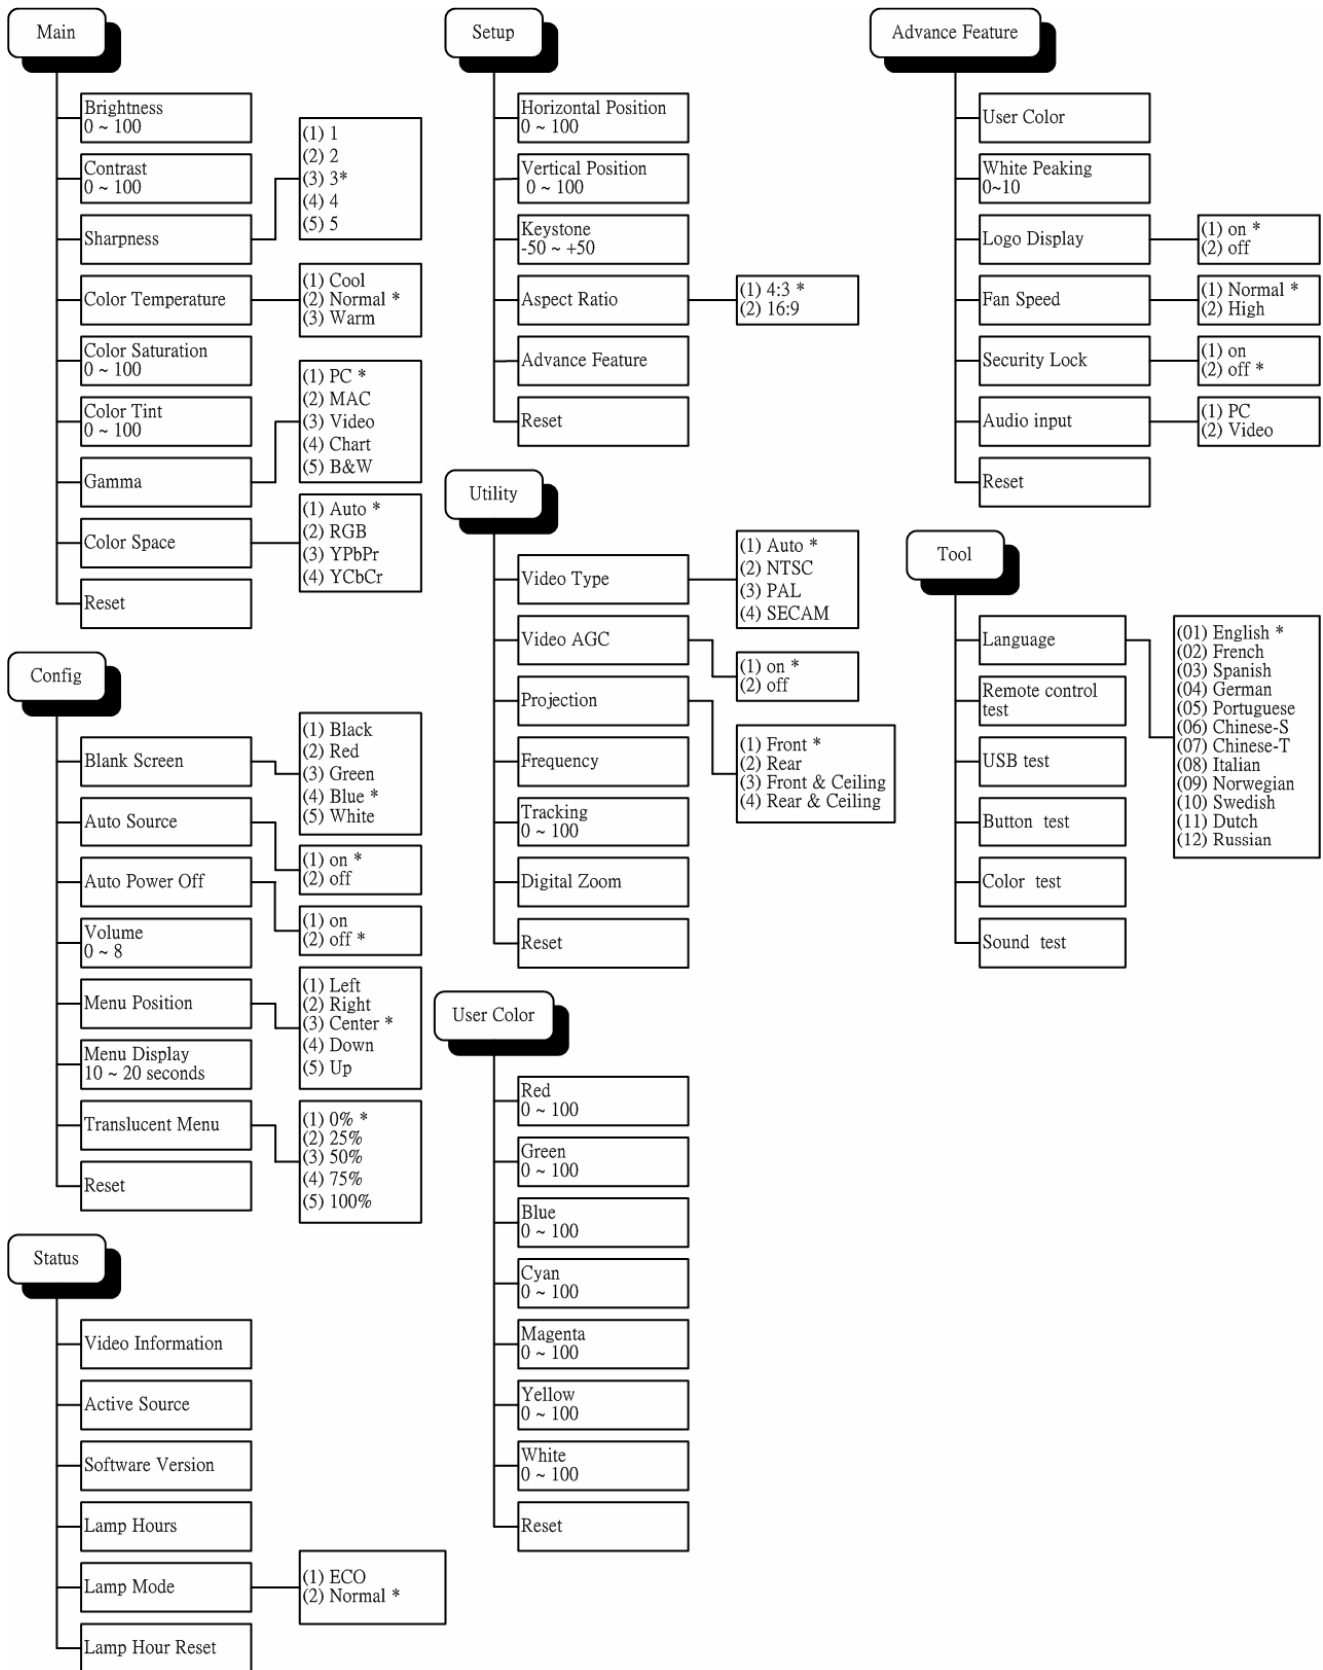 Main
Brightness
0 ~ 100
Contrast
0 ~ 100
Sharpness
(1) 1
(2) 2
(3) 3*
(4) 4
(5) 5
Color Temperature
(1) Cool
(2) Normal *
(3) Warm
Color Saturation
0 ~ 100
Color Tint
0 ~ 100
Gamma
(1) PC *
(2) MAC
(3) Video
(4) Chart
(5) B&W
Color Space
(1) Auto *
(2) RGB
(3) YPbPr
(4) YCbCr
Reset
Config
Blank Screen
(1) Black
(2) Red
(3) Green
(4) Blue *
(5) White
Auto Source
(1) on *
(2) off
Auto Power Off
(1) on
(2) off *
Volume
0 ~ 8
Menu Position
(1) Left
(2) Right
(3) Center *
(4) Down
(5) Up
Menu Display
10 ~ 20 seconds
Translucent Menu
(1) 0% *
(2) 25%
(3) 50%
(4) 75%
(5) 100%
Reset
Status
Video Information
Active Source
Software Version
Lamp Hours
Lamp Mode
(1) ECO
(2) Normal *
Lamp Hour Reset
Setup
Horizontal Position
0 ~ 100
Vertical Position
0 ~ 100
Keystone
-50 ~ +50
Aspect Ratio
(1) 4:3 *
(2) 16:9
Advance Feature
Reset
Utility
Video Type
(1) Auto *
(2) NTSC
(3) PAL
(4) SECAM
Video AGC
(1) on *
(2) off
Projection
(1) Front *
(2) Rear
(3) Front & Ceiling
(4) Rear & Ceiling
Frequency
Tracking
0 ~ 100
Digital Zoom
Reset
User Color
Red
0 ~ 100
Green
0 ~ 100
Blue
0 ~ 100
Cyan
0 ~ 100
Magenta
0 ~ 100
Yellow
0 ~ 100
White
0 ~ 100
Reset
Advance Feature
User Color
White Peaking
0~10
Logo Display
(1) on *
(2) off
Fan Speed
(1) Normal *
(2) High
Security Lock
(1) on
(2) off *
Audio input
(1) PC
(2) Video
Reset
Tool
Language
(01) English *
(02) French
(03) Spanish
(04) German
(05) Portuguese
(06) Chinese-S
(07) Chinese-T
(08) Italian
(09) Norwegian
(10) Swedish
(11) Dutch
(12) Russian
Remote control
test
USB test
Button test
Color test
Sound test